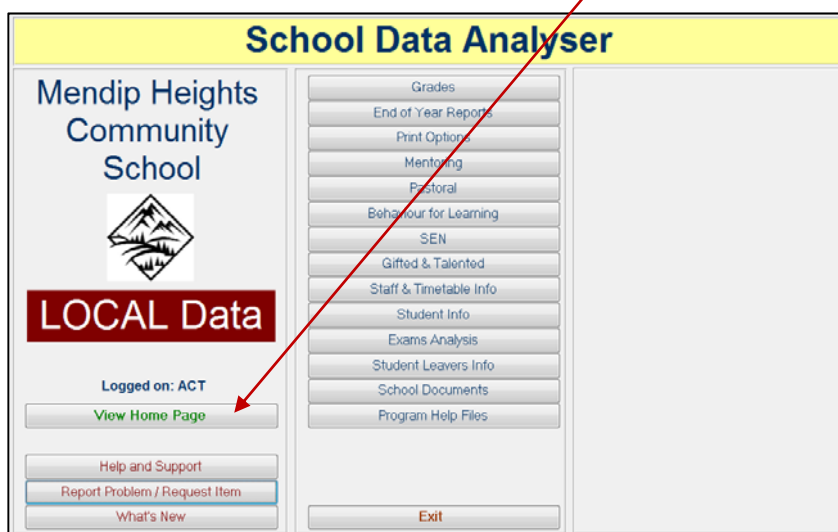 School Data Analyser
Mendip Heights
Community
School
LOCAL Data
Logged on: ACT
View Home Page
Help and Support
Report Problem / Request Item
What's New
Grades
End of Year Reports
Print Options
Mentoring
Pastoral
Behaviour for Learning
SEN
Gifted & Talented
Staff & Timetable Info
Student Info
Exams Analysis
Student Leavers Info
School Documents
Program Help Files
Exit